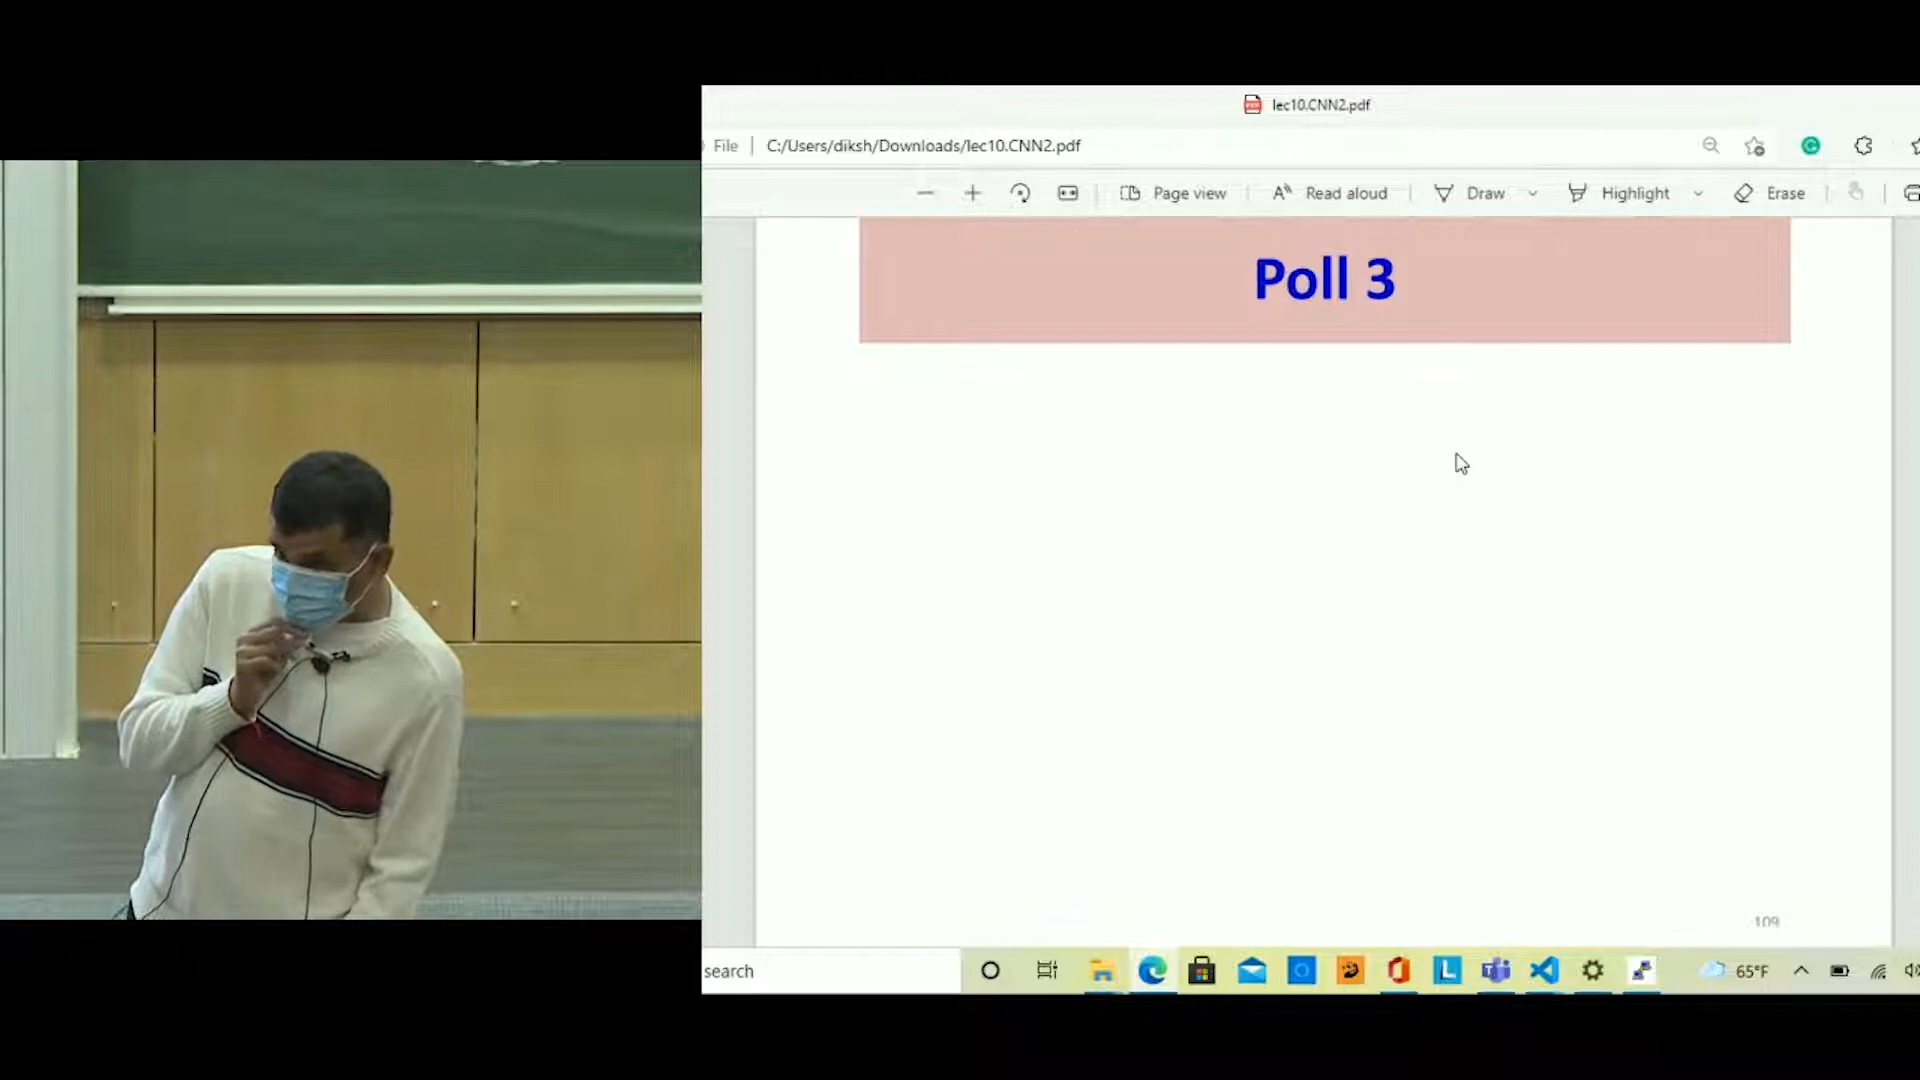 lec10.CNN2.pdf
File
C:/Users/diksh/Downloads/lec10.CNN2.pdf
Page view
Read aloud
Draw
Highlight
Erase
Poll 3
109
search
65°F